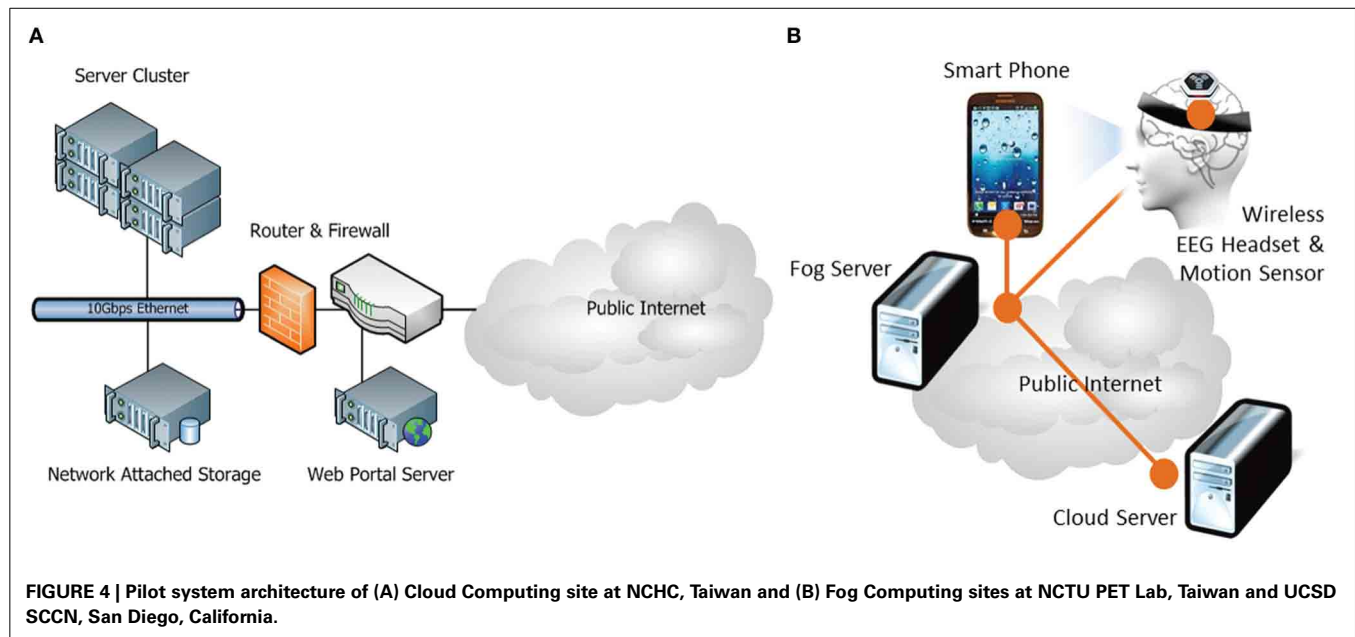 A
Server Cluster
Router & Firewall
10Gbps Ethernet
Public Internet
Network Attached Storage
Web Portal Server
B
Smart Phone
Wireless
EEG Headset &
Motion Sensor
Fog Server
Public Internet
Cloud Server
FIGURE 4 | Pilot system architecture of (A) Cloud Computing site at NCHC, Taiwan and (B) Fog Computing sites at NCTU PET Lab, Taiwan and UCSD
SCCN, San Diego, California.